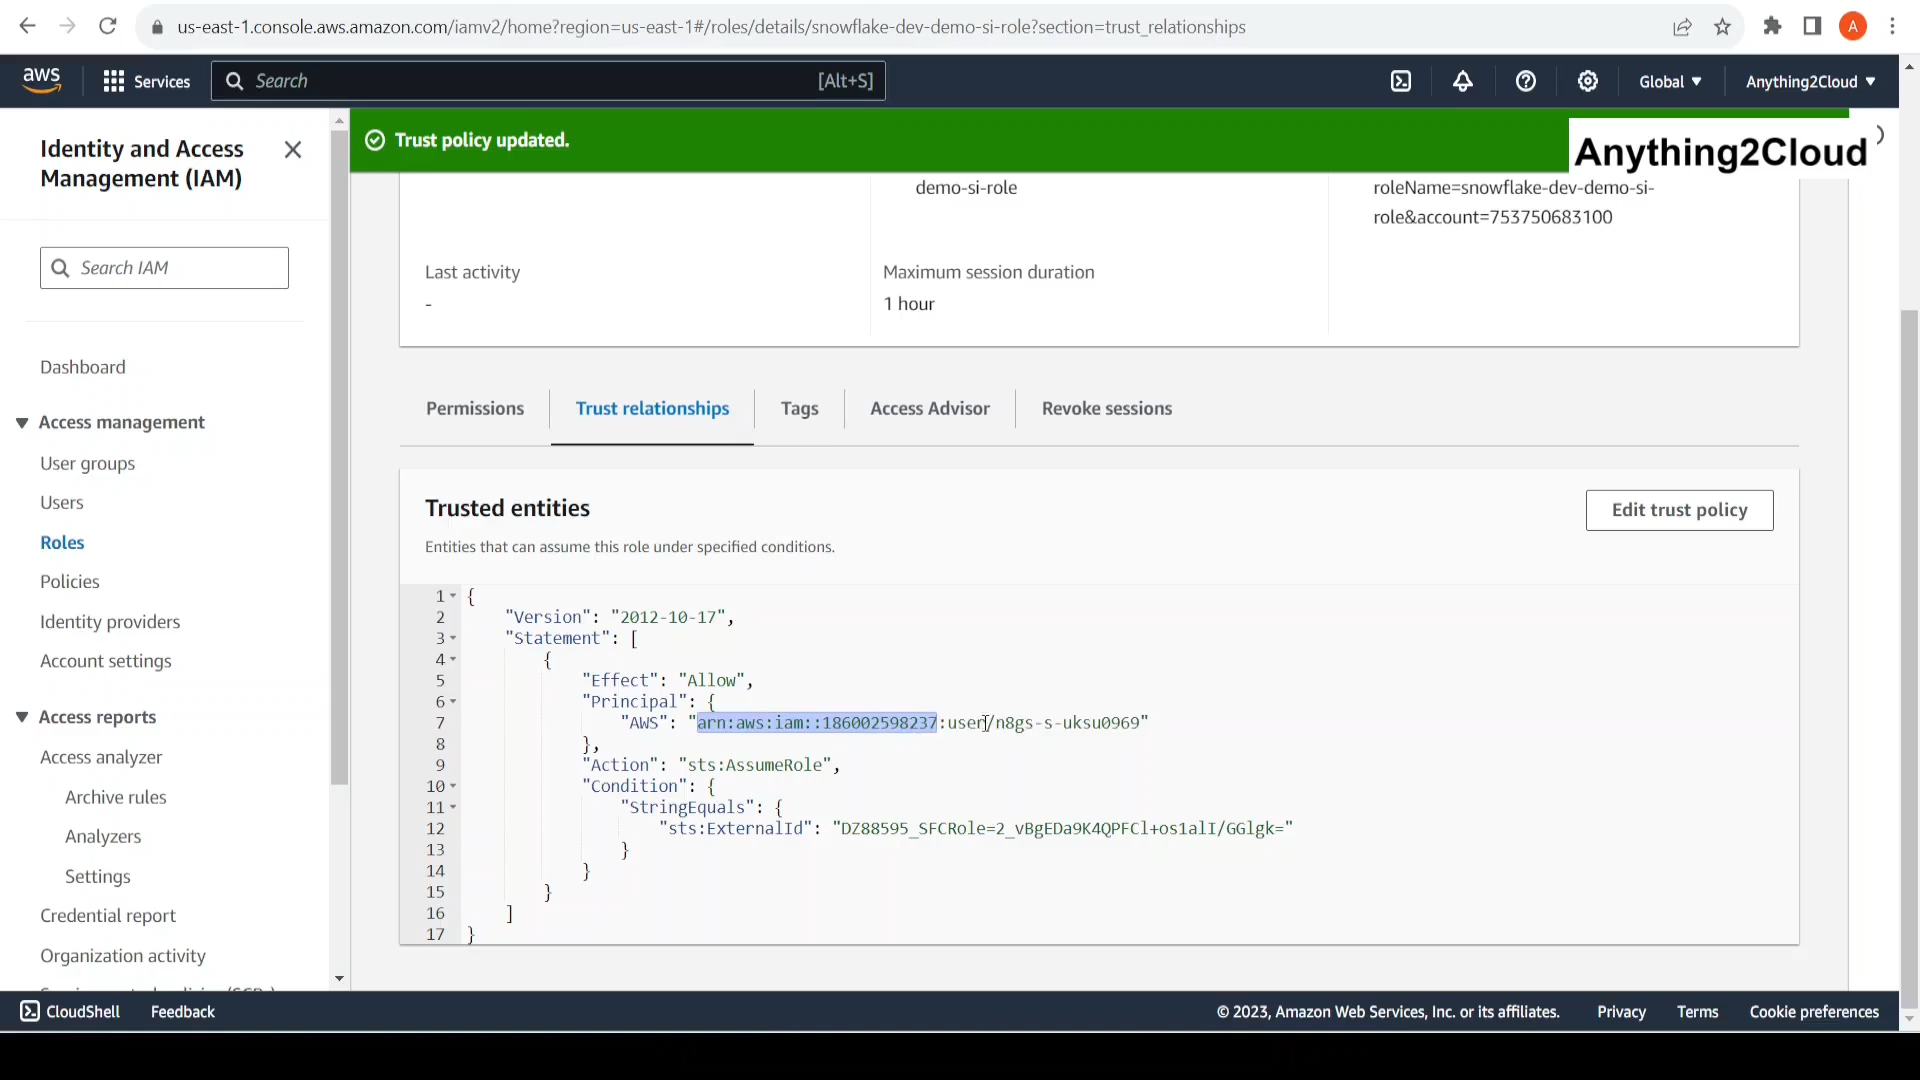 us-east-1.console.aws.amazon.com/iamv2/home?region=us-east-1#/roles/details/snowflake-dev-demo-si-role?section=trust_relationships
A
aws
Services
Search
[Alt+S]
Global
Anything2Cloud
Identity and Access
Management (IAM)
Trust policy updated.
Anything2Cloud
demo-si-role
roleName=snowflake-dev-demo-si-
role&account=753750683100
Search IAM
Last activity
-
Maximum session duration
1 hour
Dashboard
Access management
User groups
Users
Roles
Policies
Identity providers
Account settings
Access reports
Access analyzer
Archive rules
Analyzers
Settings
Credential report
Organization activity
Permissions
Trust relationships
Tags
Access Advisor
Revoke sessions
Trusted entities
Edit trust policy
Entities that can assume this role under specified conditions.
1 {
2 "Version": "2012-10-17",
3 "Statement": [
4 {
5 "Effect": "Allow",
6 "Principal": {
7 "AWS": "arn:aws:iam::186002598237:user/n8gs-s-uksu0969"
8 },
9 "Action": "sts:AssumeRole",
10 "Condition": {
11 "StringEquals": {
12 "sts:ExternalId": "DZ88595_SFCRole=2_vBgEDa9K4QPFCl+os1alI/GGlgk="
13 }
14 }
15 }
16 ]
17 }
CloudShell
Feedback
© 2023, Amazon Web Services, Inc. or its affiliates.
Privacy
Terms
Cookie preferences